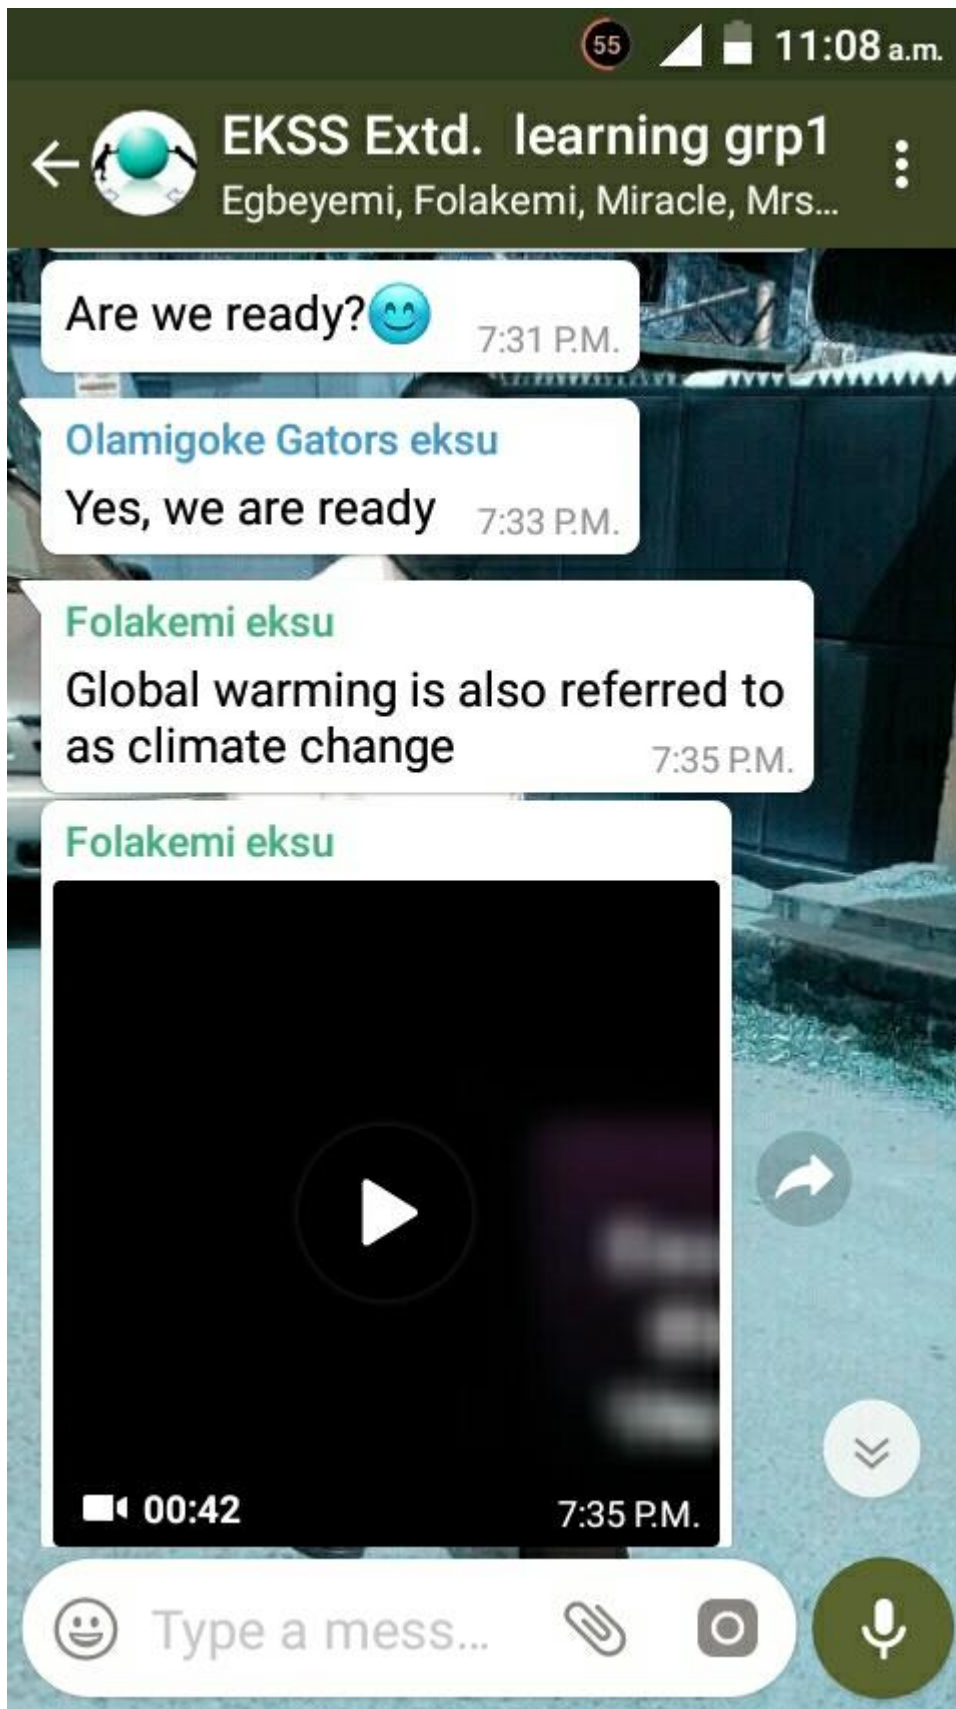 55 11:08 a.m.
EKSS Extd. learning grp1
Egbeyemi, Folakemi, Miracle, Mrs...
Are we ready?😊 7:31 P.M.
Olamigoke Gators eksu
Yes, we are ready 7:33 P.M.
Folakemi eksu
Global warming is also referred to
as climate change 7:35 P.M.
Folakemi eksu
00:42 7:35 P.M.
Type a mess...